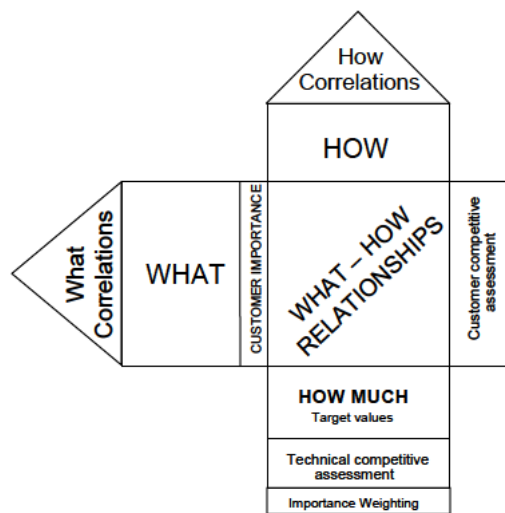 How
Correlations
HOW
What
Correlations
WHAT
CUSTOMER IMPORTANCE
WHAT – HOW
RELATIONSHIPS
Customer competitive
assessment
HOW MUCH
Target values
Technical competitive
assessment
Importance Weighting